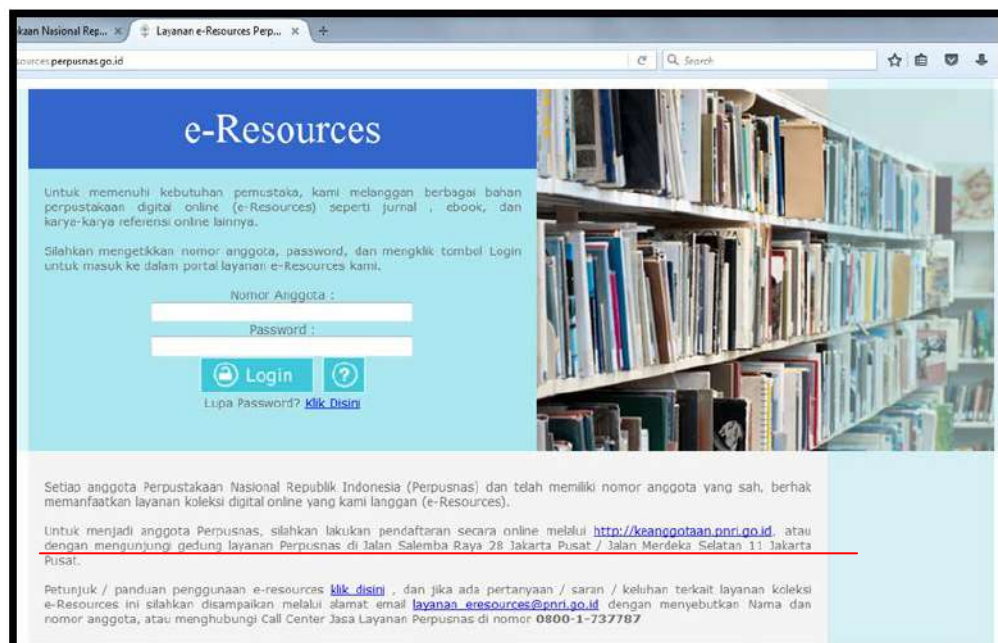 kaan Nasional Rep... × Layanan e-Resources Perp... × +
sources.perpusnas.go.id Search
e-Resources
Untuk memenuhi kebutuhan pemustaka, kami melanggan berbagai bahan
perpustakaan digital online (e-Resources) seperti jurnal , ebook, dan
karya-karya referensi online lainnya.
Silahkan mengetikkan nomor anggota, password, dan mengklik tombol Login
untuk masuk ke dalam portal layanan e-Resources kami.
Nomor Anggota :
Password :
Login ?
Lupa Password? Klik Disini
Setiap anggota Perpustakaan Nasional Republik Indonesia (Perpusnas) dan telah memiliki nomor anggota yang sah, berhak
memanfaatkan layanan koleksi digital online yang kami langgan (e-Resources).
Untuk menjadi anggota Perpusnas, silahkan lakukan pendaftaran secara online melalui http://keanggotaan.pnri.go.id, atau
dengan mengunjungi gedung layanan Perpusnas di Jalan Salemba Raya 28 Jakarta Pusat / Jalan Merdeka Selatan 11 Jakarta
Pusat.
Petunjuk / panduan penggunaan e-resources klik disini , dan jika ada pertanyaan / saran / keluhan terkait layanan koleksi
e-Resources ini silahkan disampaikan melalui alamat email layanan_eresources@pnri.go.id dengan menyebutkan Nama dan
nomor anggota, atau menghubungi Call Center Jasa Layanan Perpusnas di nomor 0800-1-737787